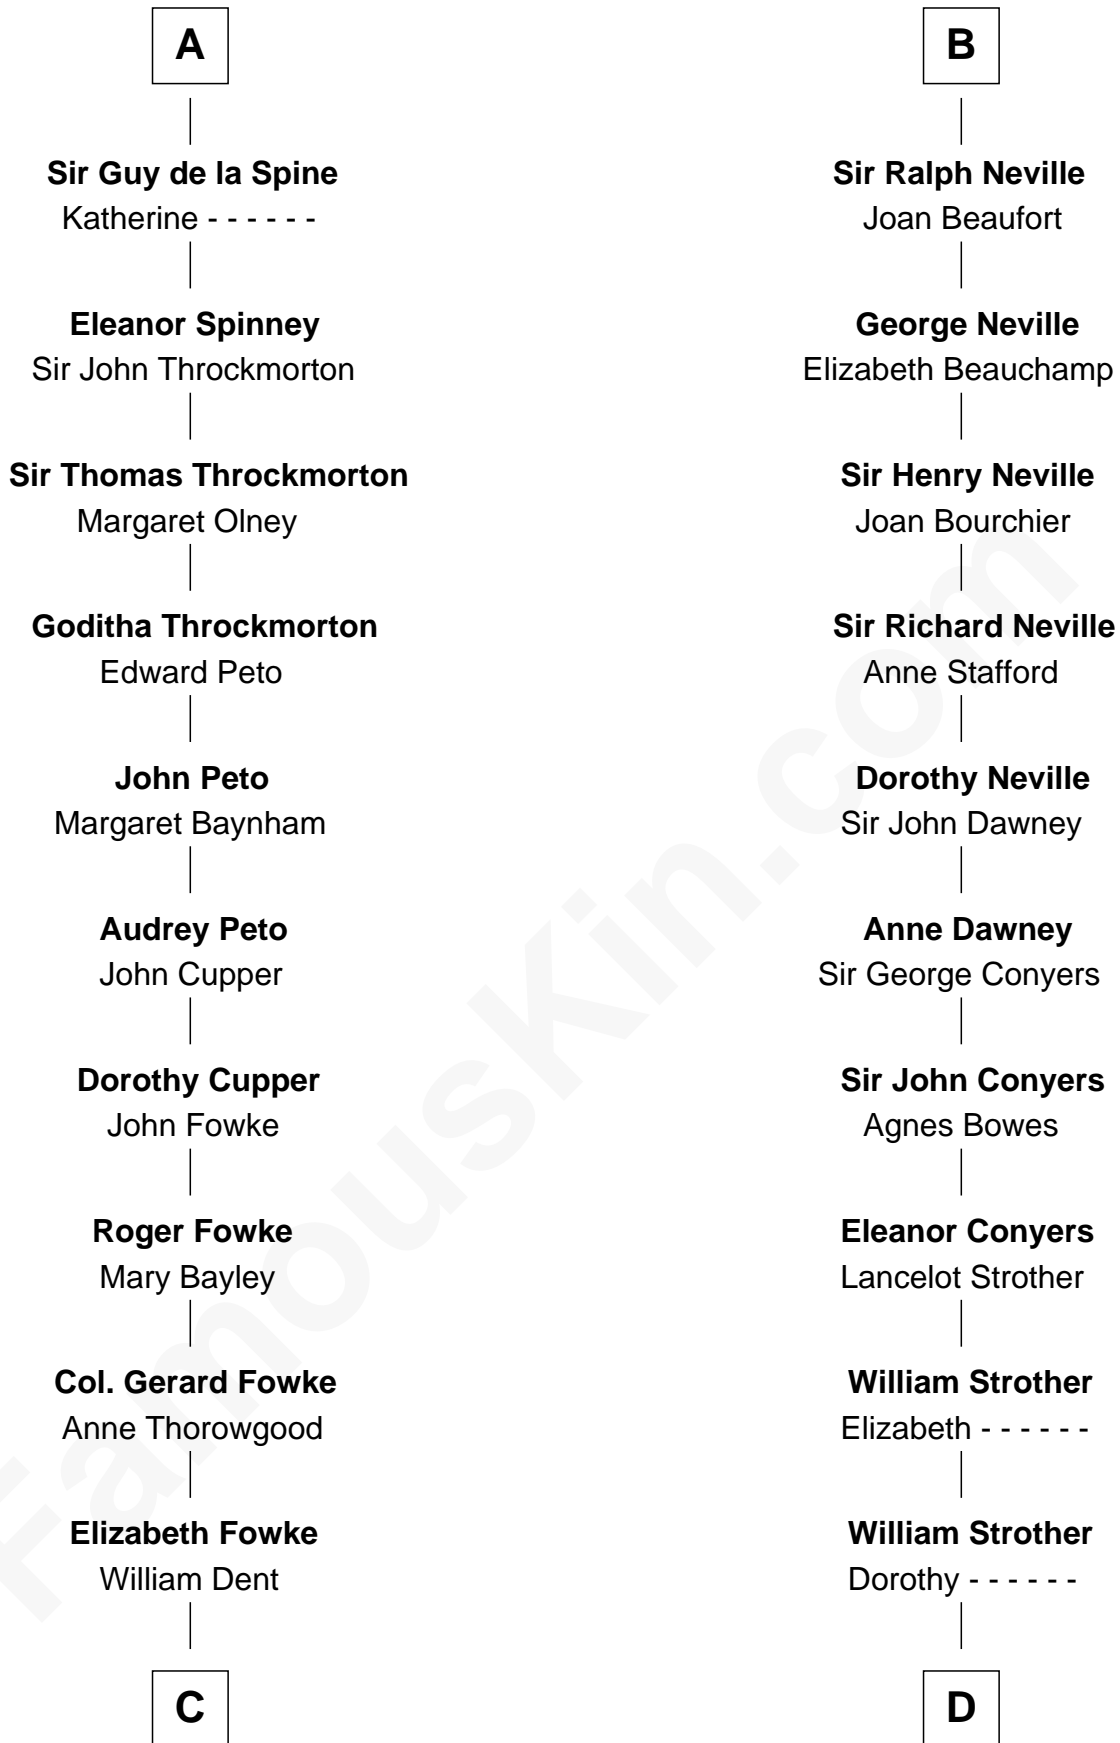 A
Sir Guy de la Spine
Katherine - - - - - -
Eleanor Spinney
Sir John Throckmorton
Sir Thomas Throckmorton
Margaret Olney
Goditha Throckmorton
Edward Peto
John Peto
Margaret Baynham
Audrey Peto
John Cupper
Dorothy Cupper
John Fowke
Roger Fowke
Mary Bayley
Col. Gerard Fowke
Anne Thorowgood
Elizabeth Fowke
William Dent
C
B
Sir Ralph Neville
Joan Beaufort
George Neville
Elizabeth Beauchamp
Sir Henry Neville
Joan Bourchier
Sir Richard Neville
Anne Stafford
Dorothy Neville
Sir John Dawney
Anne Dawney
Sir George Conyers
Sir John Conyers
Agnes Bowes
Eleanor Conyers
Lancelot Strother
William Strother
Elizabeth - - - - - -
William Strother
Dorothy - - - - - -
D
FamousKin.com